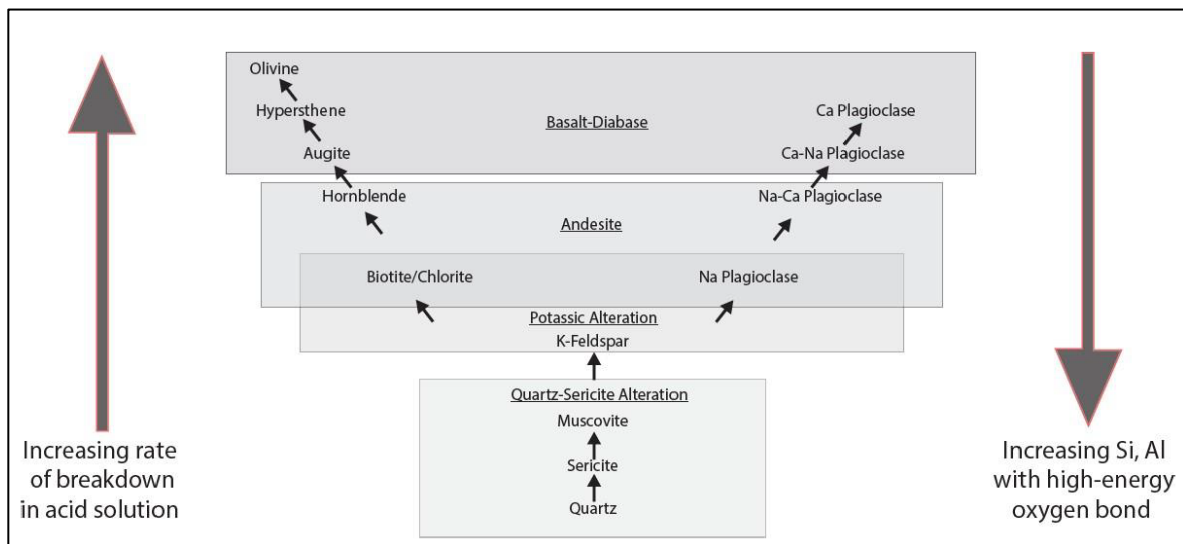 Olivine
Hypersthene
Basalt-Diabase
Ca Plagioclase
Augite
Ca-Na Plagioclase
Hornblende
Na-Ca Plagioclase
Andesite
Biotite/Chlorite
Na Plagioclase
Potassic Alteration
K-Feldspar
Quartz-Sericite Alteration
Muscovite
Sericite
Quartz
Increasing rate
of breakdown
in acid solution
Increasing Si, Al
with high-energy
oxygen bond